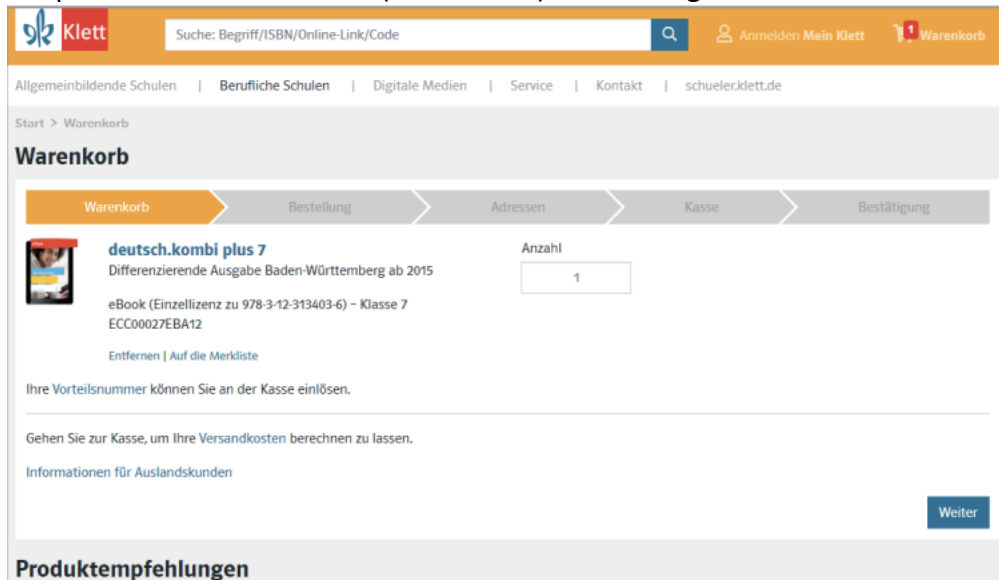 Klett
Suche: Begriff/ISBN/Online-Link/Code
Anmelden Mein Klett
1
Warenkorb
Allgemeinbildende Schulen | Berufliche Schulen | Digitale Medien | Service | Kontakt | schueler.klett.de
Start > Warenkorb
Warenkorb
Warenkorb
Bestellung
Adressen
Kasse
Bestätigung
deutsch.kombi plus 7
Differenzierende Ausgabe Baden-Württemberg ab 2015
eBook (Einzellizenz zu 978-3-12-313403-6) – Klasse 7
ECC00027EBA12
Entfernen | Auf die Merkliste
Anzahl
1
Ihre Vorteilsnummer können Sie an der Kasse einlösen.
Gehen Sie zur Kasse, um Ihre Versandkosten berechnen zu lassen.
Informationen für Auslandskunden
Weiter
Produktempfehlungen